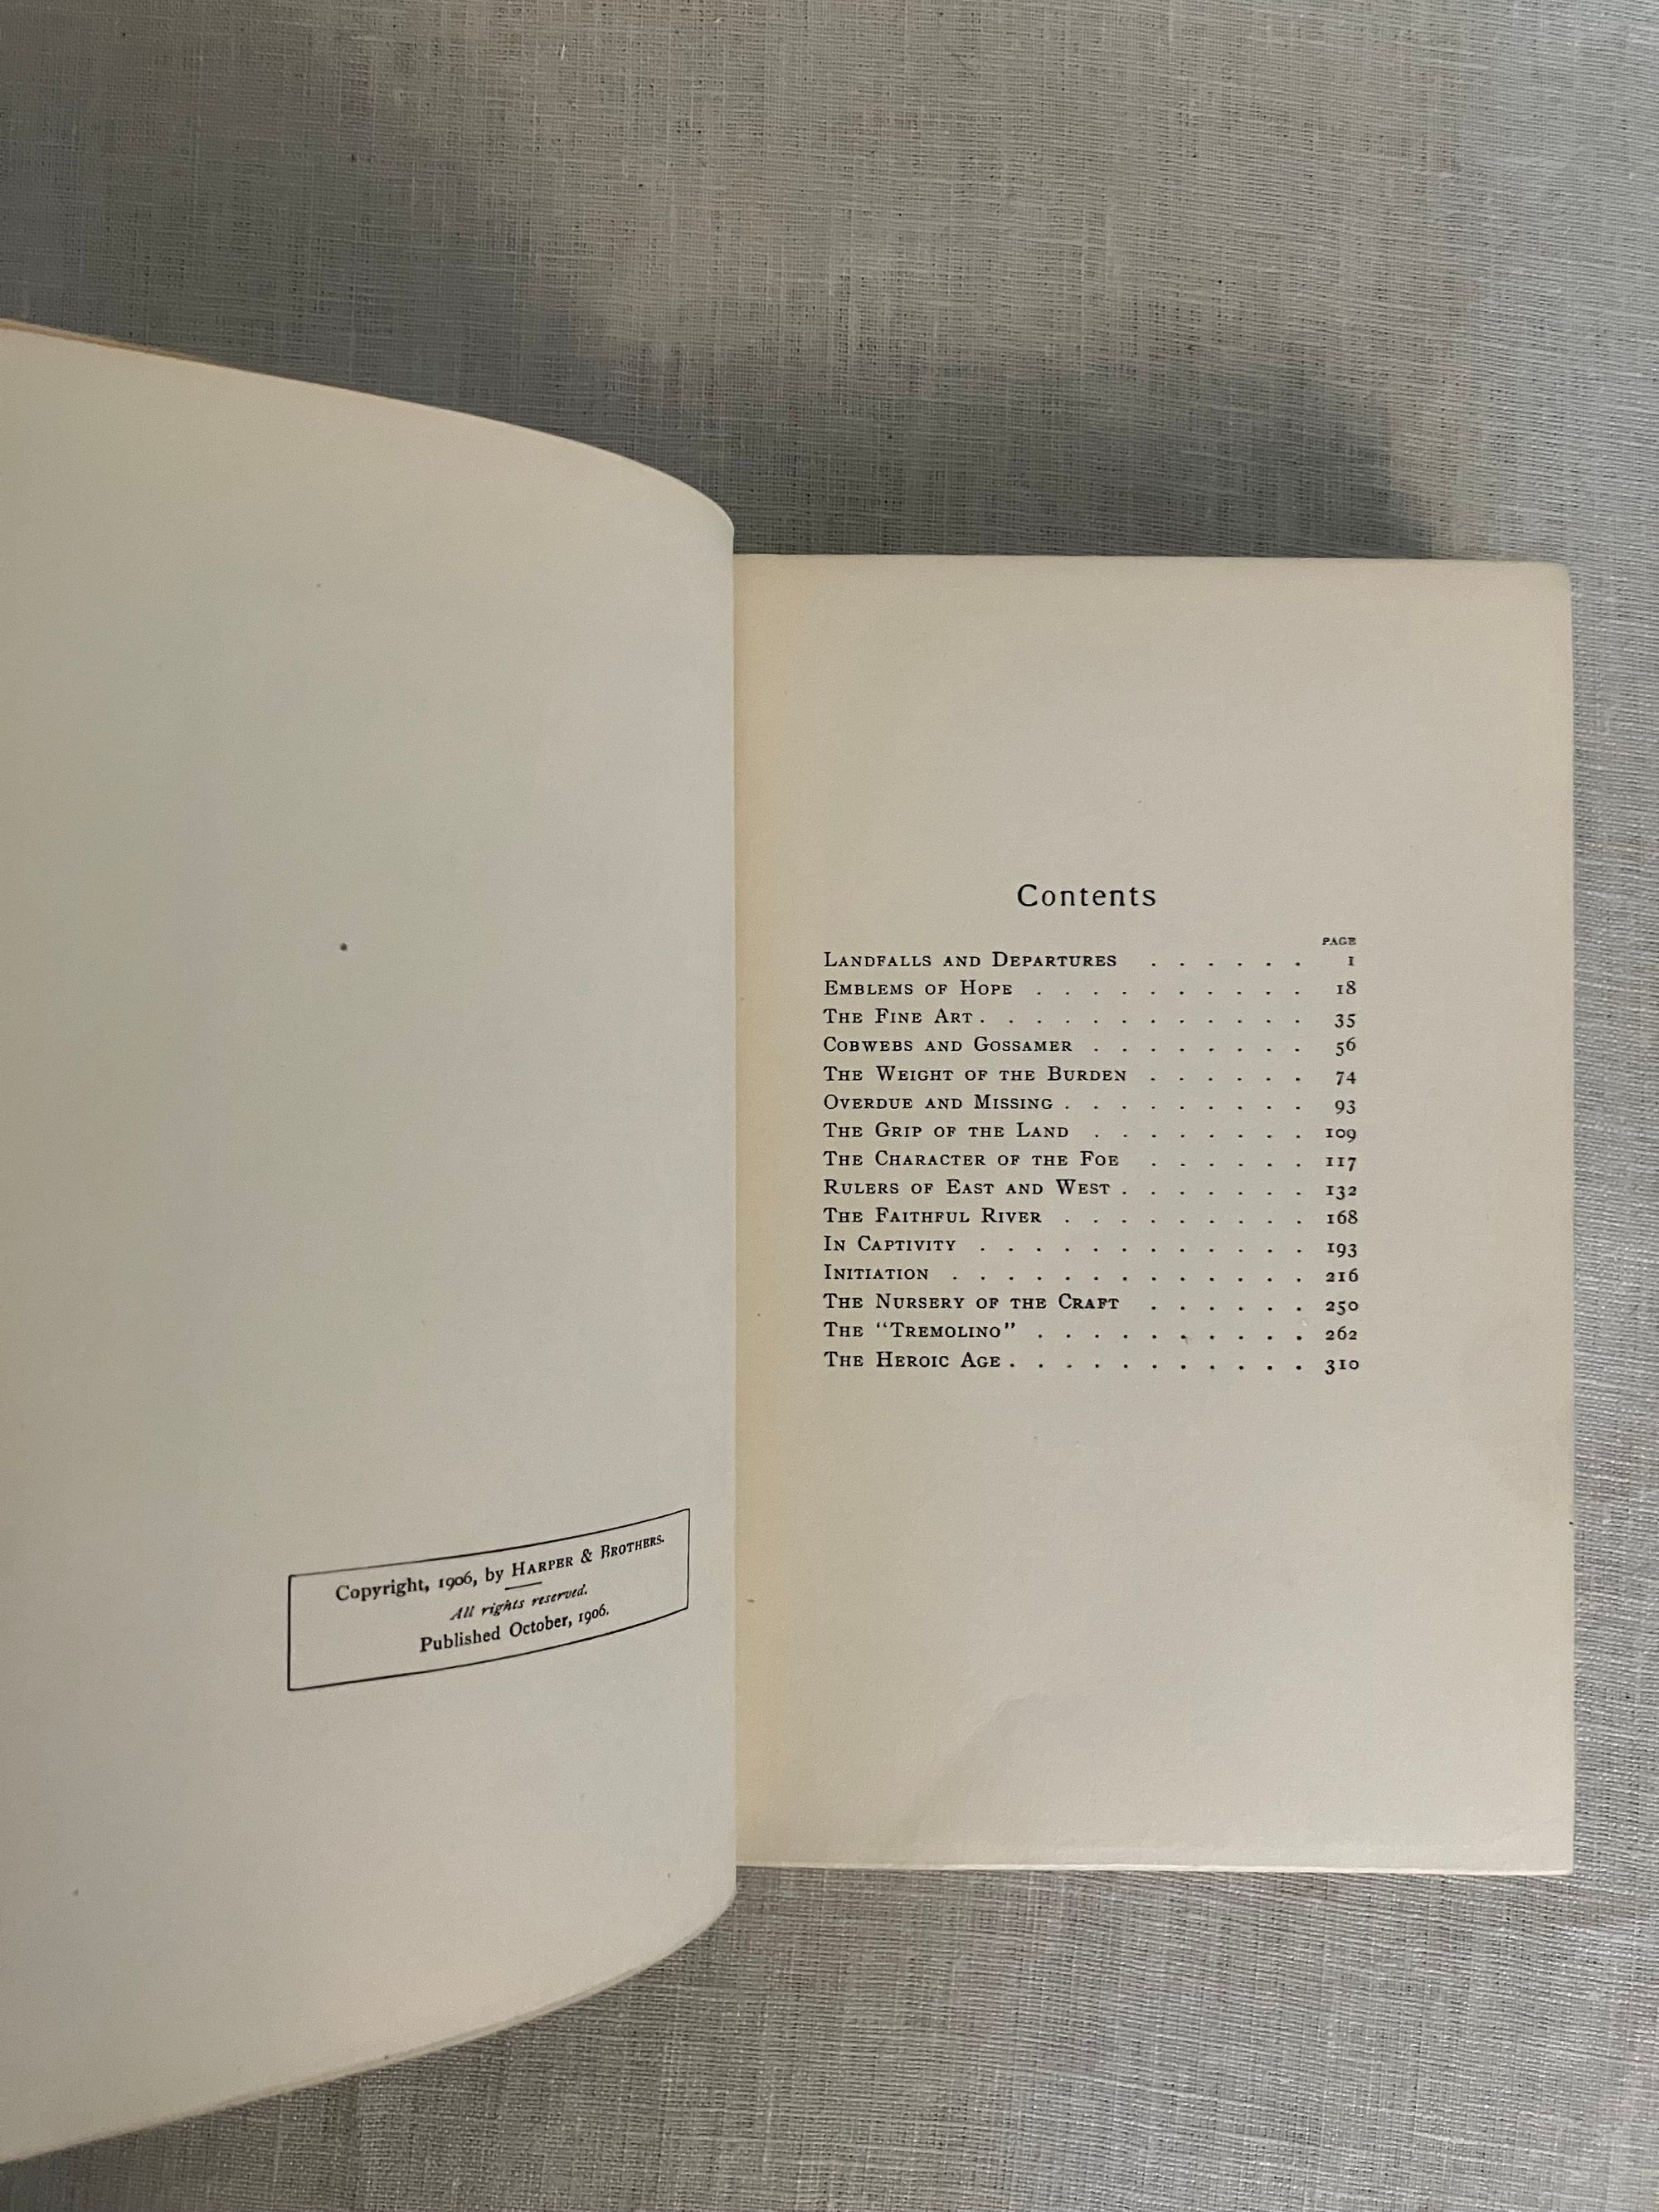 Copyright, 1906, by HARPER & BROTHERS.
All rights reserved.
Published October, 1906.
Contents
PAGE
LANDFALLS AND DEPARTURES . . . . . . 1
EMBLEMS OF HOPE . . . . . . . . . . 18
THE FINE ART . . . . . . . . . . . . 35
COBWEBS AND GOSSAMER . . . . . . . . 56
THE WEIGHT OF THE BURDEN . . . . . . 74
OVERDUE AND MISSING . . . . . . . . . 93
THE GRIP OF THE LAND . . . . . . . . 109
THE CHARACTER OF THE FOE . . . . . . 117
RULERS OF EAST AND WEST . . . . . . . 132
THE FAITHFUL RIVER . . . . . . . . . 168
IN CAPTIVITY . . . . . . . . . . . . 193
INITIATION . . . . . . . . . . . . . 216
THE NURSERY OF THE CRAFT . . . . . . 250
THE "TREMOLINO" . . . . . . . . . . 262
THE HEROIC AGE . . . . . . . . . . . 310